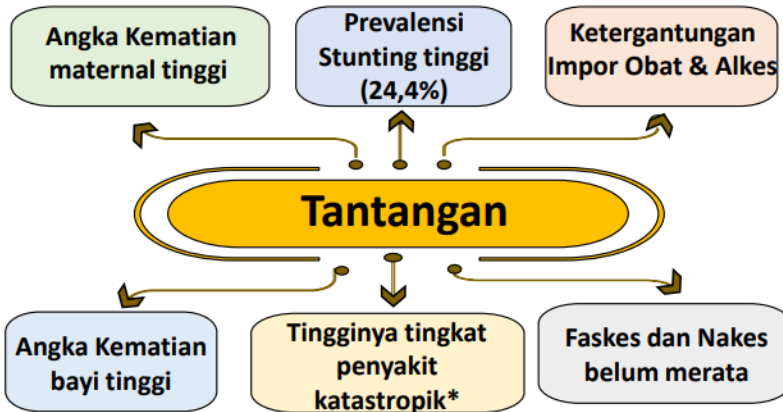 Angka Kematian
maternal tinggi
Prevalensi
Stunting tinggi
(24,4%)
Ketergantungan
Impor Obat & Alkes
Tantangan
Angka Kematian
bayi tinggi
Tingginya tingkat
penyakit
katastropik*
Faskes dan Nakes
belum merata